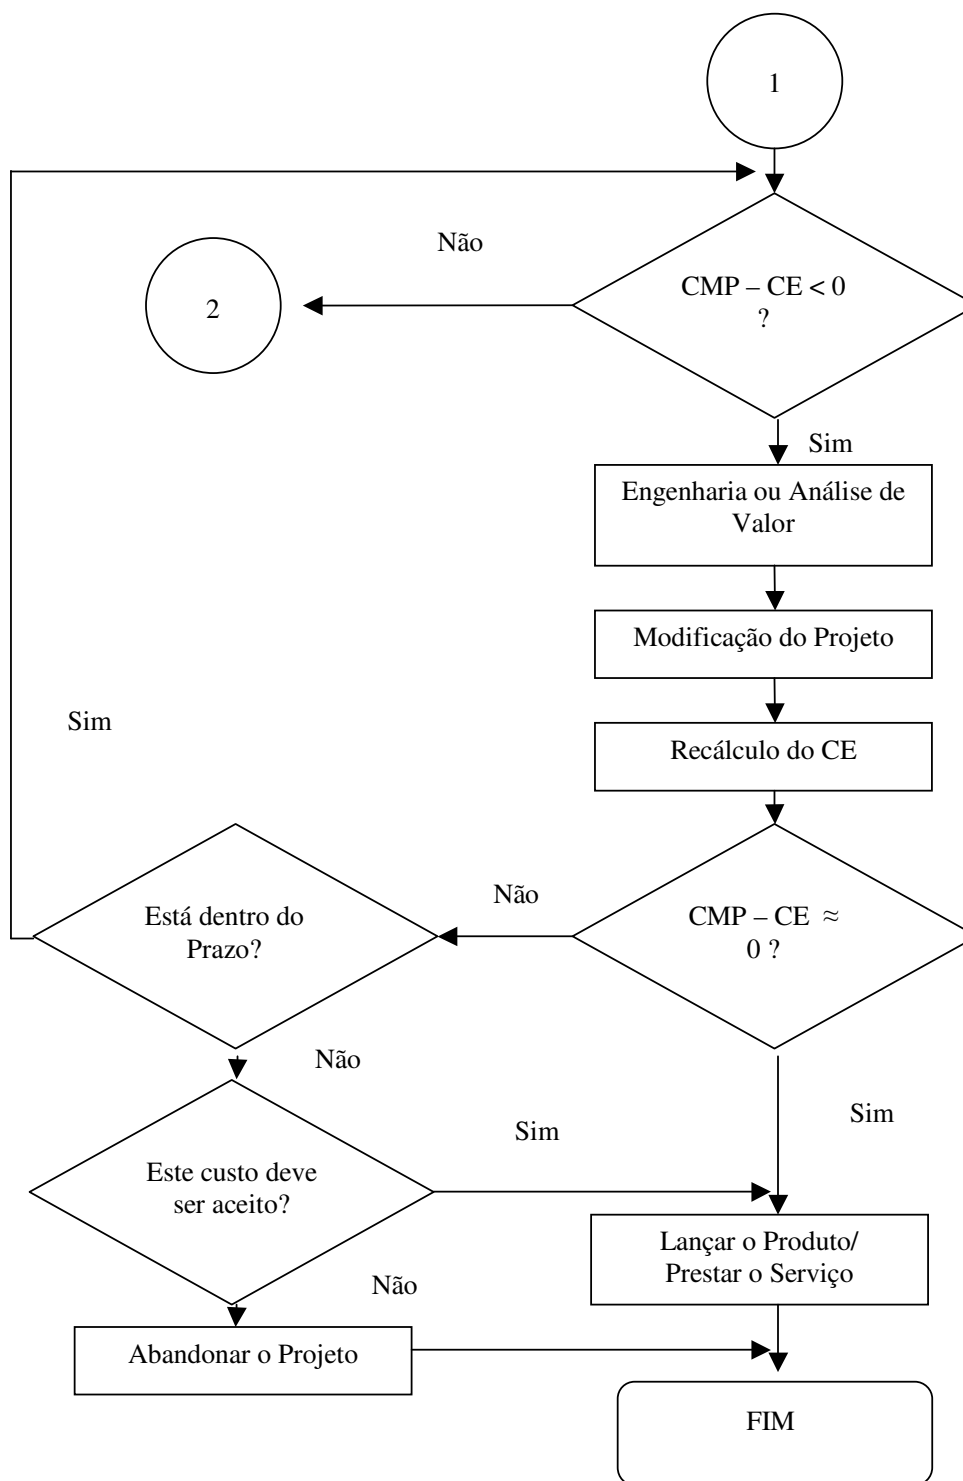 1
Não
CMP – CE < 0
?
2
Sim
Engenharia ou Análise de
Valor
Modificação do Projeto
Sim
Recálculo do CE
Não
Está dentro do
Prazo?
CMP – CE ≈
0 ?
Não
Sim
Sim
Este custo deve
ser aceito?
Lançar o Produto/
Prestar o Serviço
Não
Abandonar o Projeto
FIM